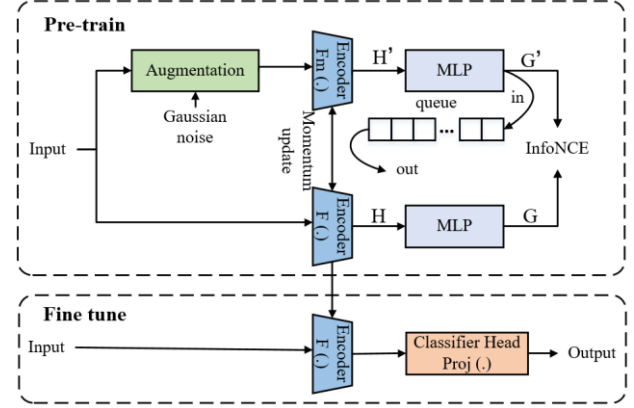 Pre-train
Augmentation
Gaussian
noise
Input
Encoder
Fm (.)
H’
MLP
G’
queue
in
...
out
InfoNCE
Momentum
update
Encoder
F (.)
H
MLP
G
Fine tune
Input
Encoder
F (.)
Classifier Head
Proj (.)
Output